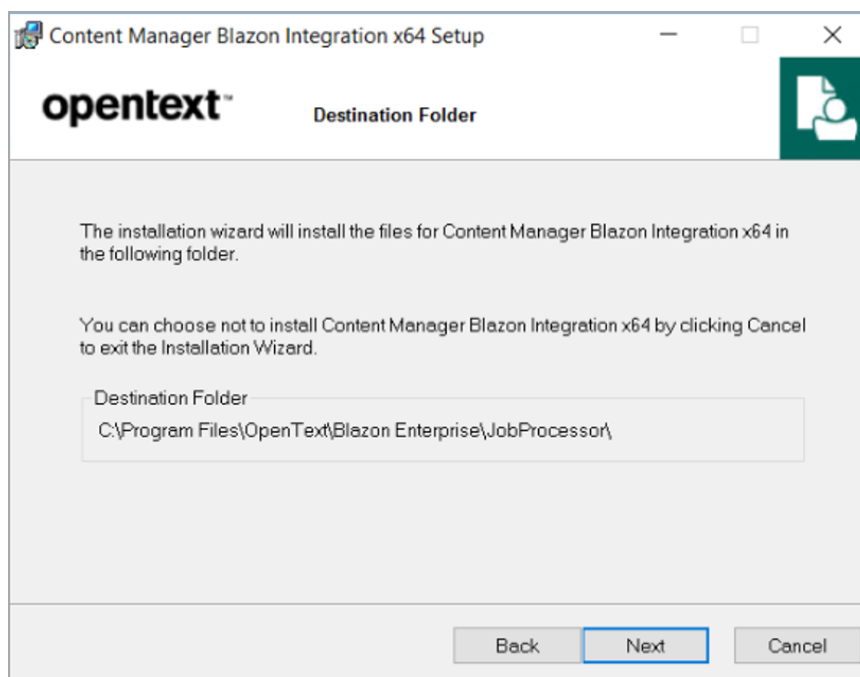 Content Manager Blazon Integration x64 Setup
opentext™
Destination Folder
The installation wizard will install the files for Content Manager Blazon Integration x64 in
the following folder.
You can choose not to install Content Manager Blazon Integration x64 by clicking Cancel
to exit the Installation Wizard.
Destination Folder
C:\Program Files\OpenText\Blazon Enterprise\JobProcessor\
Back
Next
Cancel